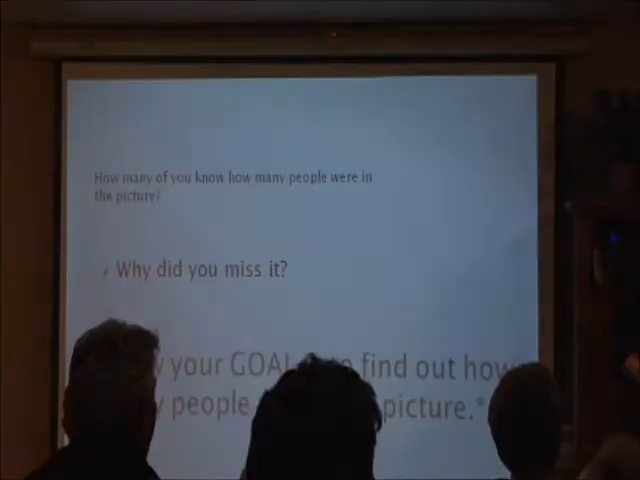 How many of you know how many people were in
the picture?
Why did you miss it?
your GOAL to find out how
people picture.*